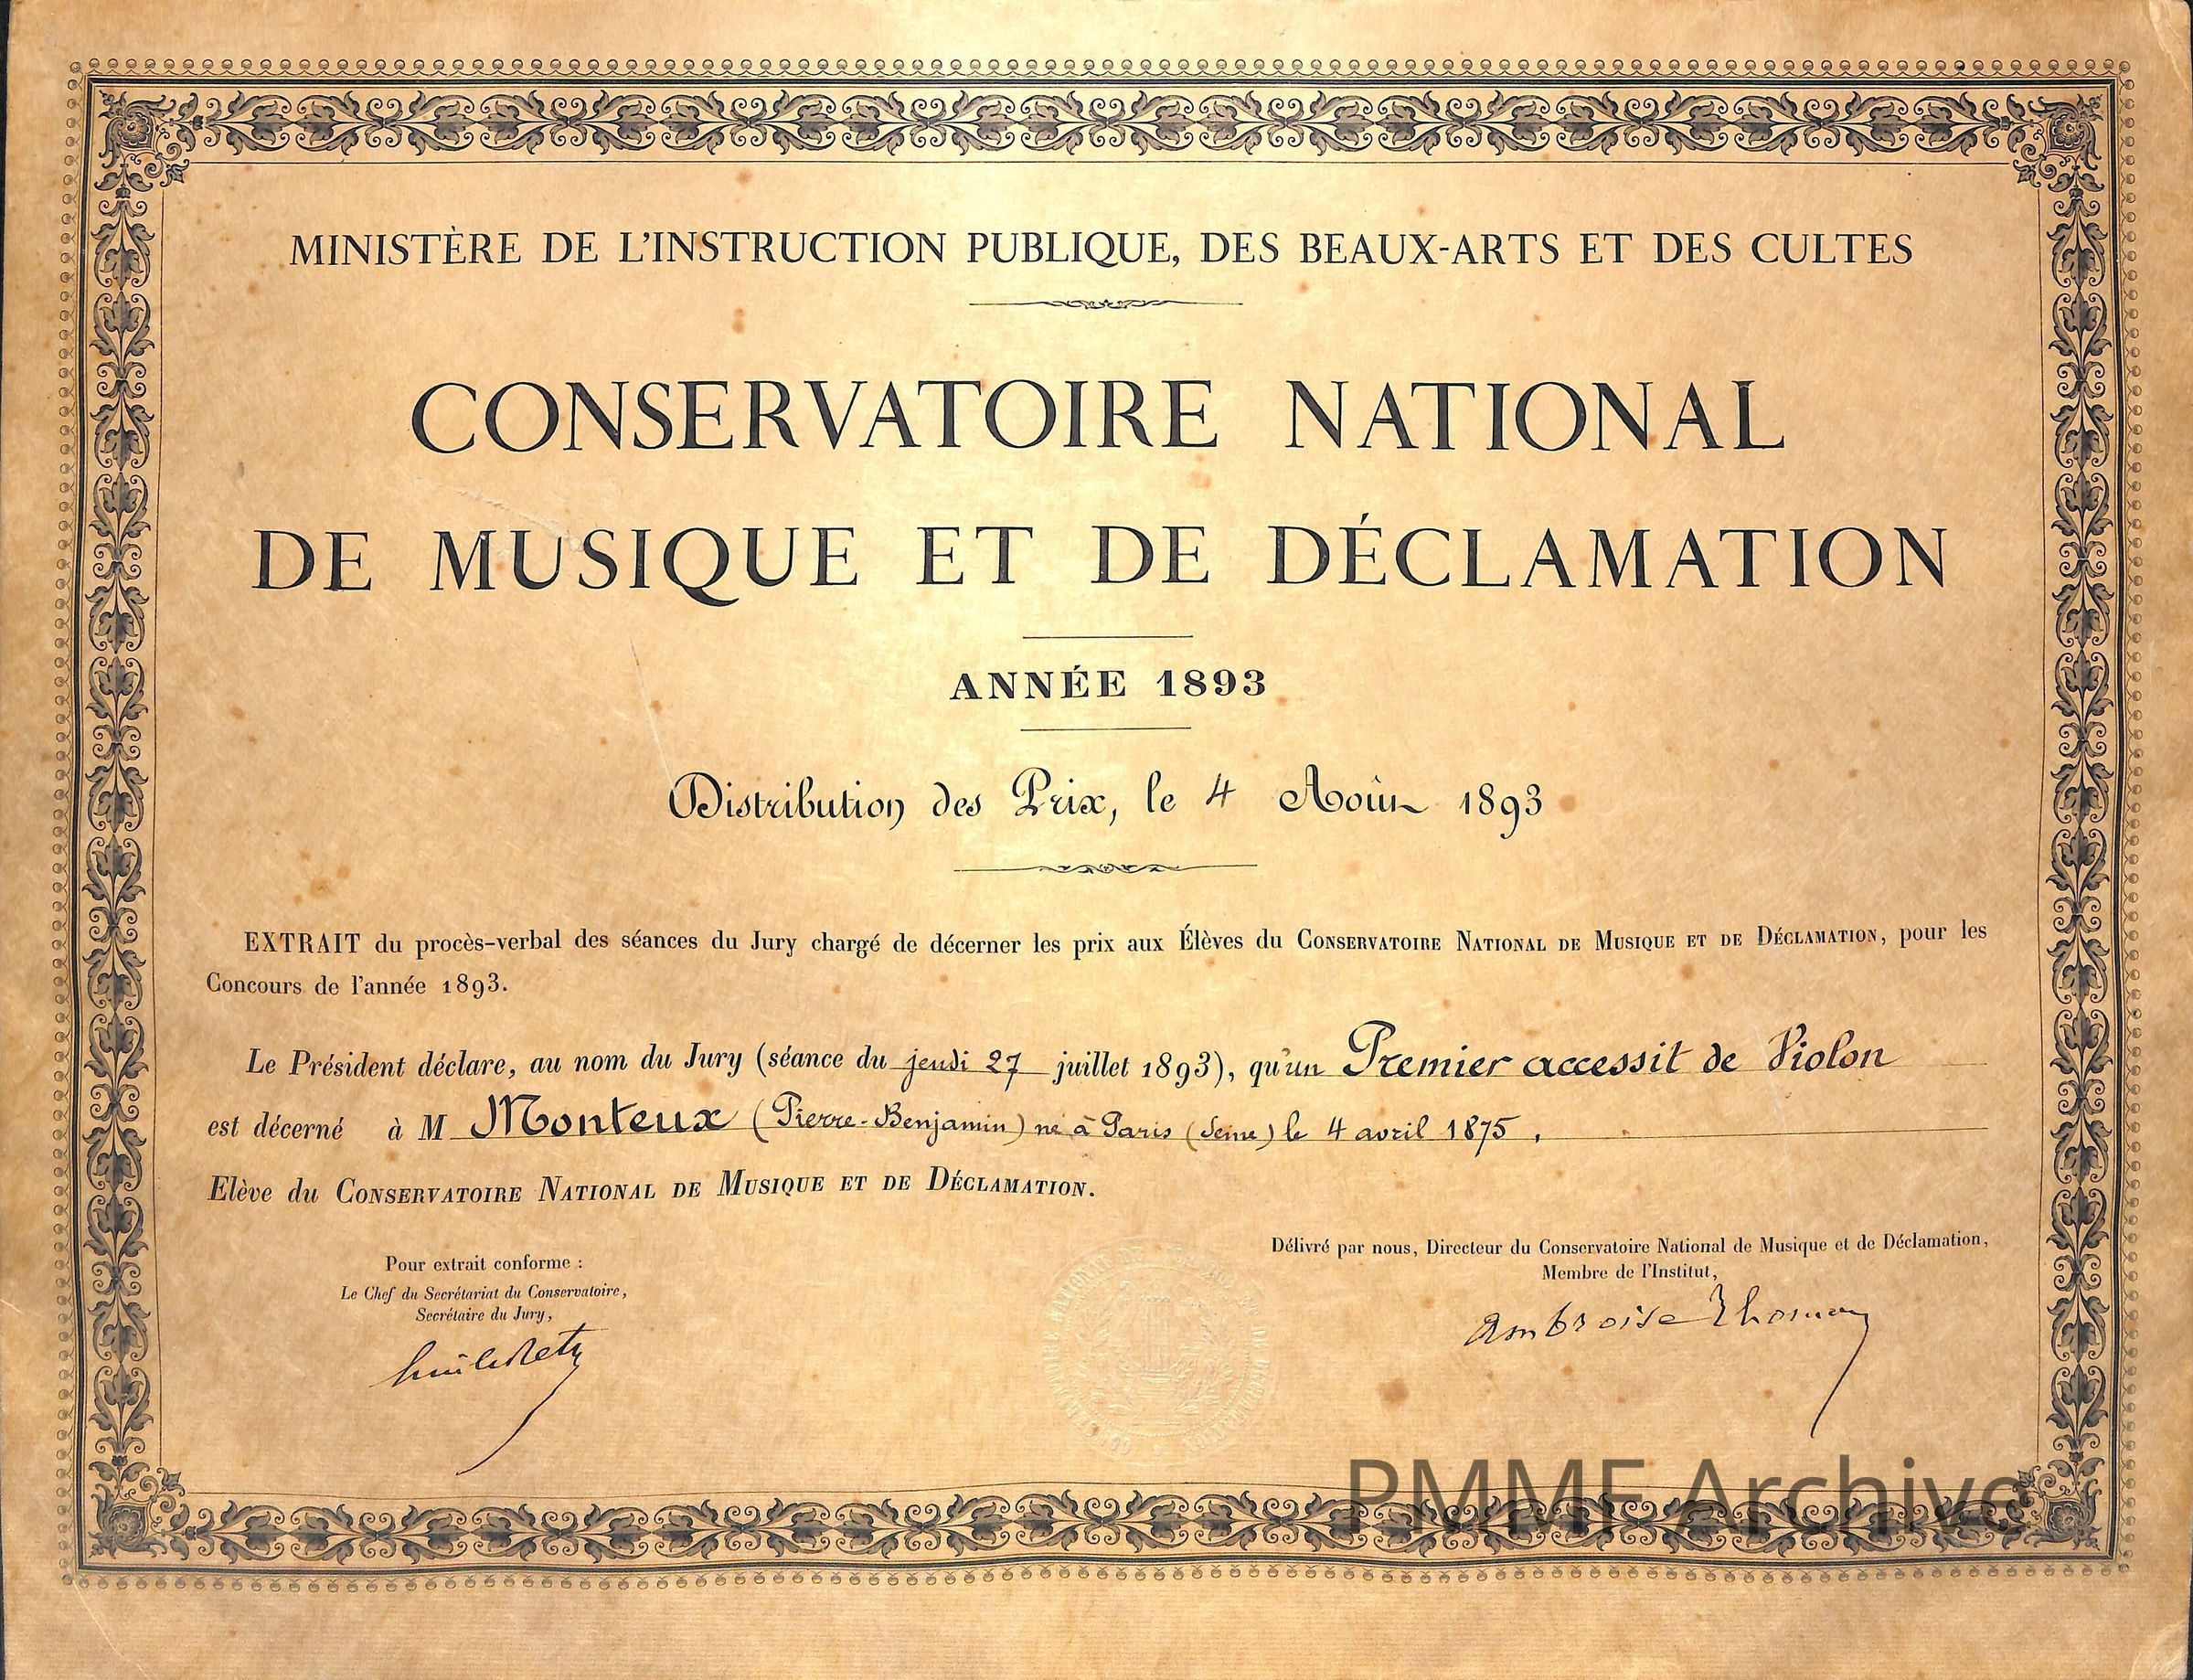 MINISTÈRE DE L'INSTRUCTION PUBLIQUE, DES BEAUX-ARTS ET DES CULTES
CONSERVATOIRE NATIONAL
DE MUSIQUE ET DE DÉCLAMATION
ANNÉE 1893
Distribution des Prix, le 4 Août 1893
EXTRAIT du procès-verbal des séances du Jury chargé de décerner les prix aux Élèves du CONSERVATOIRE NATIONAL DE MUSIQUE ET DE DÉCLAMATION, pour les
Concours de l'année 1893.
Le Président déclare, au nom du Jury (séance du jeudi 27 juillet 1893), qu'un Premier accessit de Violon
est décerné à M Monteux (Pierre-Benjamin) né à Paris (Seine) le 4 avril 1875,
Elève du CONSERVATOIRE NATIONAL DE MUSIQUE ET DE DÉCLAMATION.
Pour extrait conforme :
Le Chef du Secrétariat du Conservatoire,
Secrétaire du Jury,
Délivré par nous, Directeur du Conservatoire National de Musique et de Déclamation,
Membre de l'Institut,
Ambroise Thomas
PMMF Archive